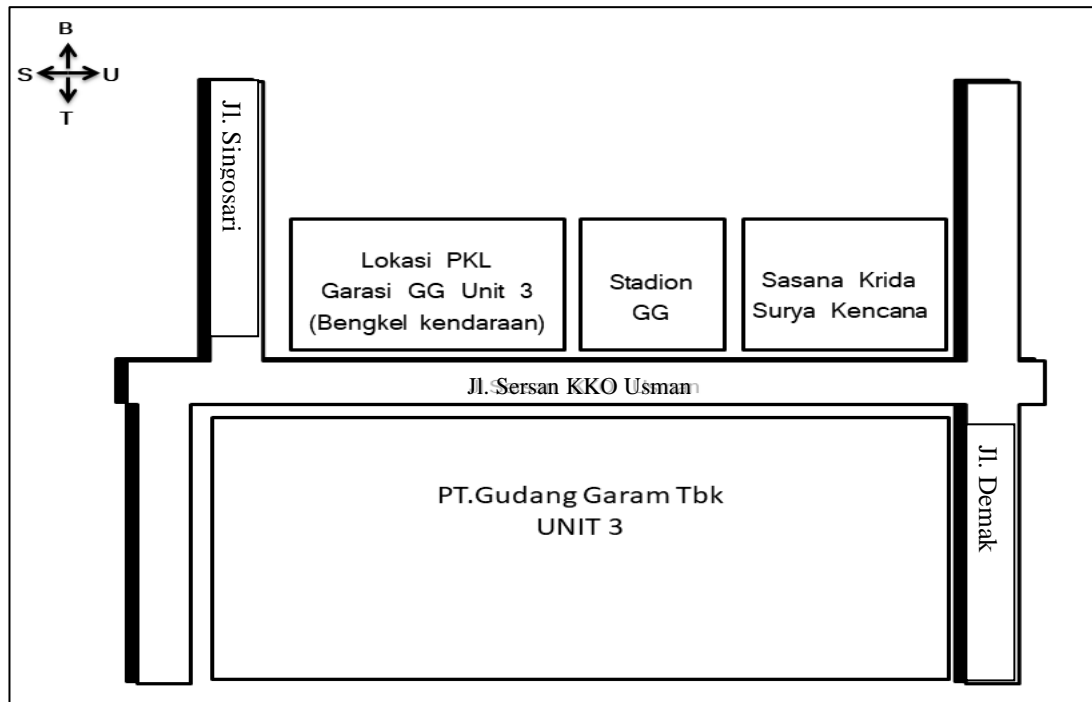 B
S U
T
Jl. Singosari
Lokasi PKL
Garasi GG Unit 3
(Bengkel kendaraan)
Stadion
GG
Sasana Krida
Surya Kencana
Jl. Sersan KKO Usman
PT.Gudang Garam Tbk
UNIT 3
Jl. Demak